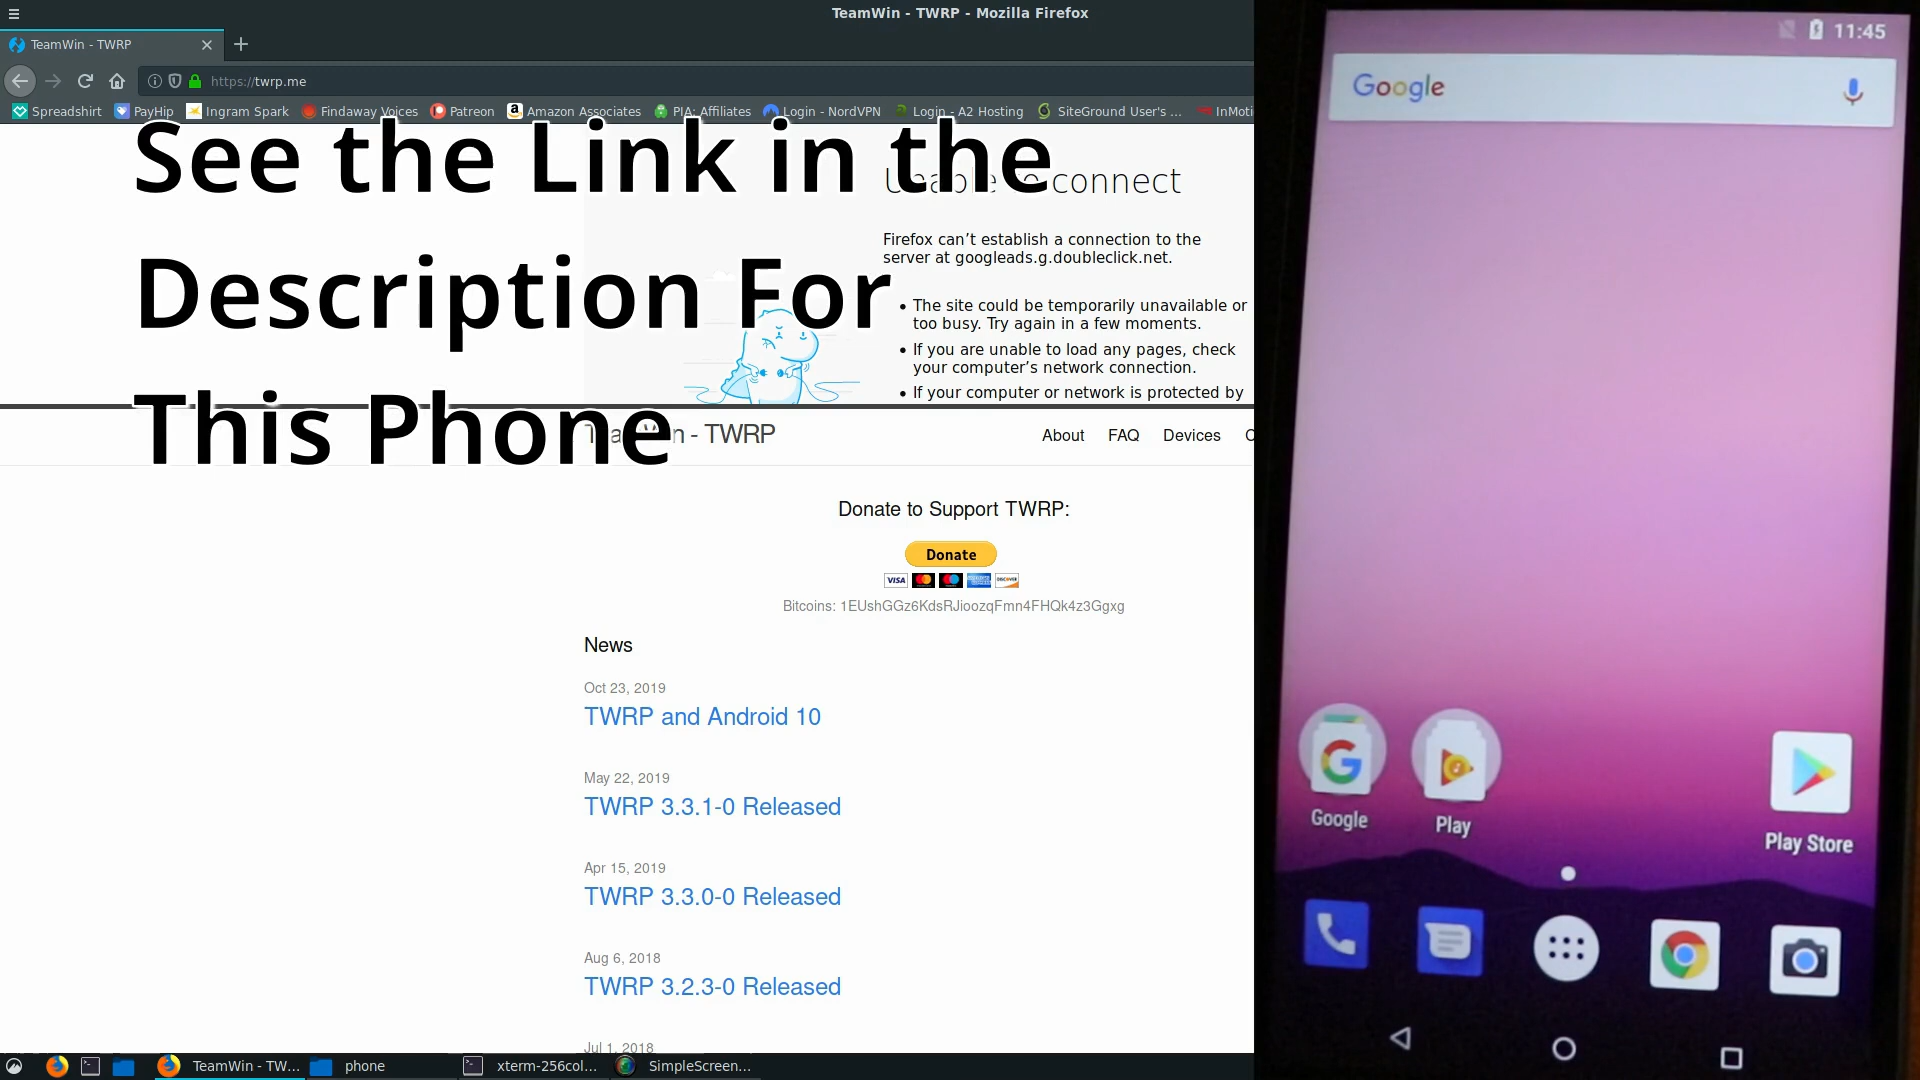 TeamWin - TWRP - Mozilla Firefox
TeamWin - TWRP
https://twrp.me
Spreadshirt
PayHip
Ingram Spark
Findaway Voices
Patreon
Amazon Associates
PIA: Affiliates
Login - NordVPN
Login - A2 Hosting
SiteGround User's ...
InMoti
See the Link in the
Description For
This Phone
connect
Firefox can’t establish a connection to the
server at googleads.g.doubleclick.net.
• The site could be temporarily unavailable or
too busy. Try again in a few moments.
• If you are unable to load any pages, check
your computer’s network connection.
• If your computer or network is protected by
- TWRP
About
FAQ
Devices
Donate to Support TWRP:
Donate
VISA
DISCOVER
Bitcoins: 1EUshGGz6KdsRJioozqFmn4FHQk4z3Ggxg
News
Oct 23, 2019
TWRP and Android 10
May 22, 2019
TWRP 3.3.1-0 Released
Apr 15, 2019
TWRP 3.3.0-0 Released
Aug 6, 2018
TWRP 3.2.3-0 Released
Jul 1, 2018
TeamWin - TW...
phone
xterm-256col...
SimpleScreen...
11:45
Google
Google
Play
Play Store